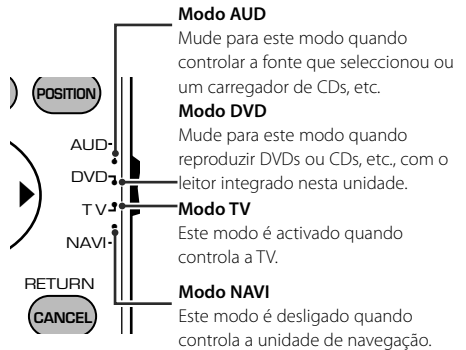 Modo AUD
Mude para este modo quando
controlar a fonte que seleccionou ou
um carregador de CDs, etc.
Modo DVD
Mude para este modo quando
reproduzir DVDs ou CDs, etc., com o
leitor integrado nesta unidade.
Modo TV
Este modo é activado quando
controla a TV.
Modo NAVI
Este modo é desligado quando
controla a unidade de navegação.
POSITION
AUD
DVD
TV
NAVI
RETURN
CANCEL